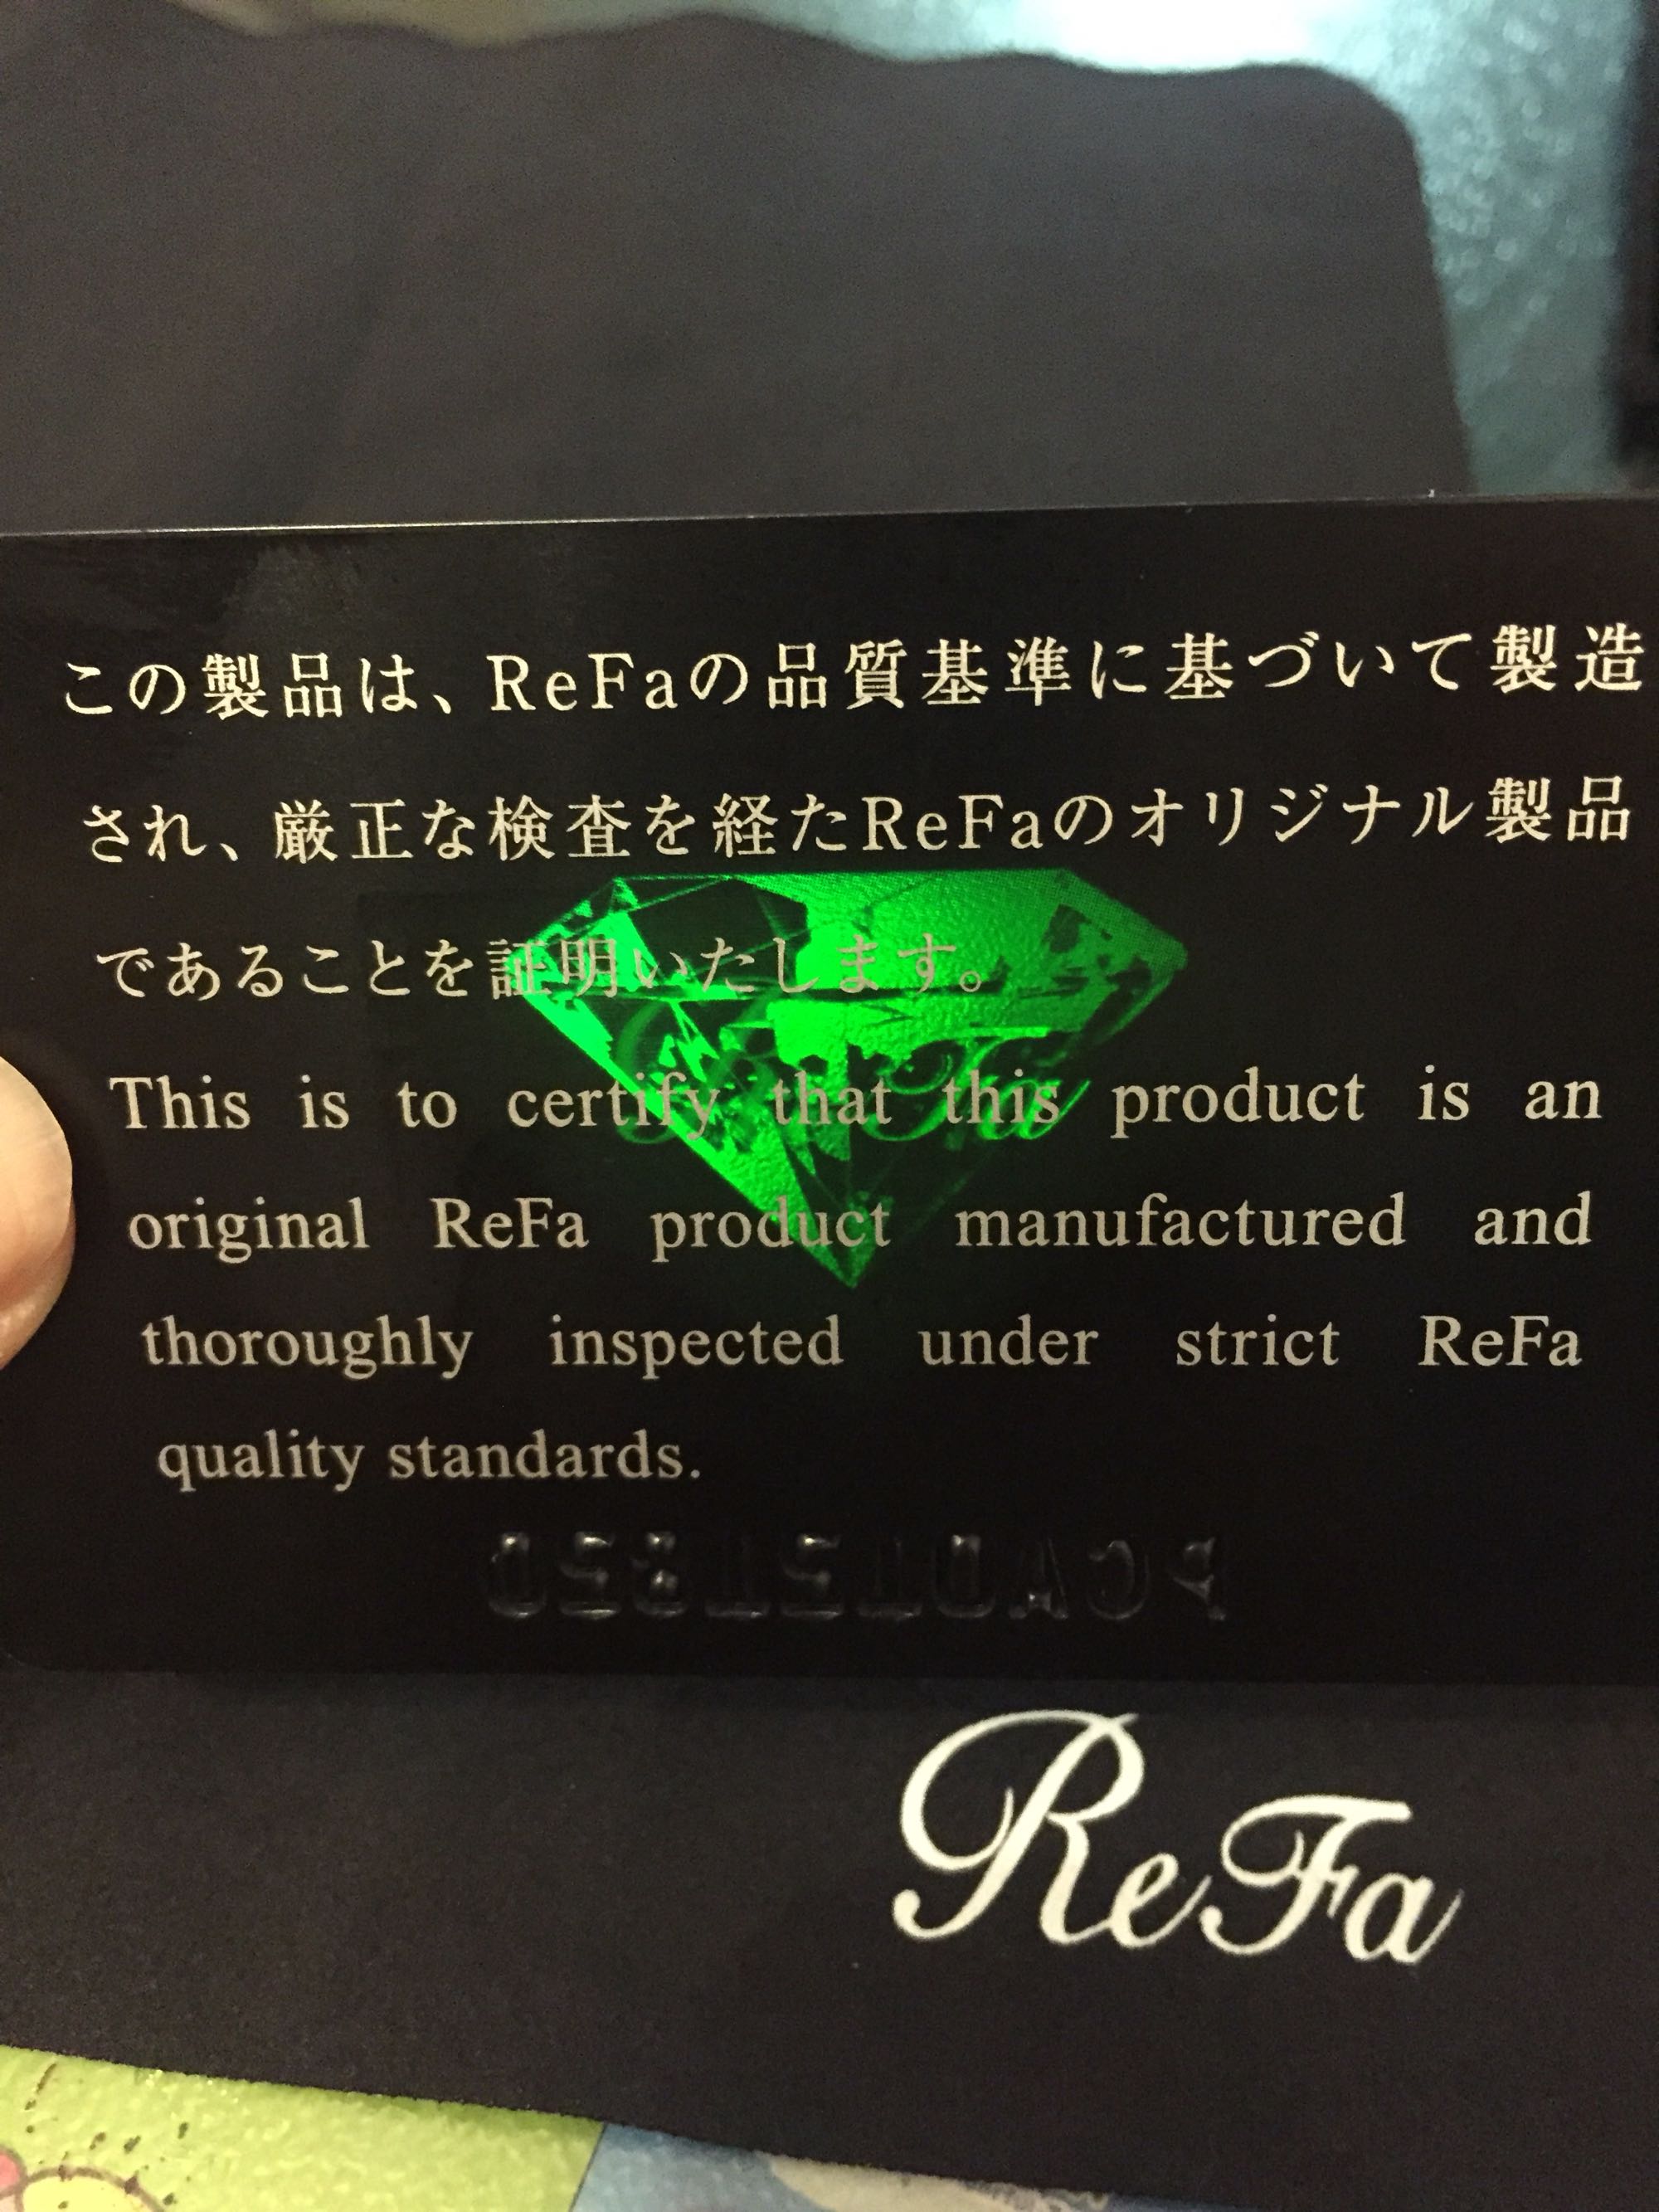 この製品は、ReFaの品質基準に基づいて製造
され、厳正な検査を経たReFaのオリジナル製品
であることを証明いたします。
This is to certify that this product is an
original ReFa product manufactured and
thoroughly inspected under strict ReFa
quality standards.
ReFa